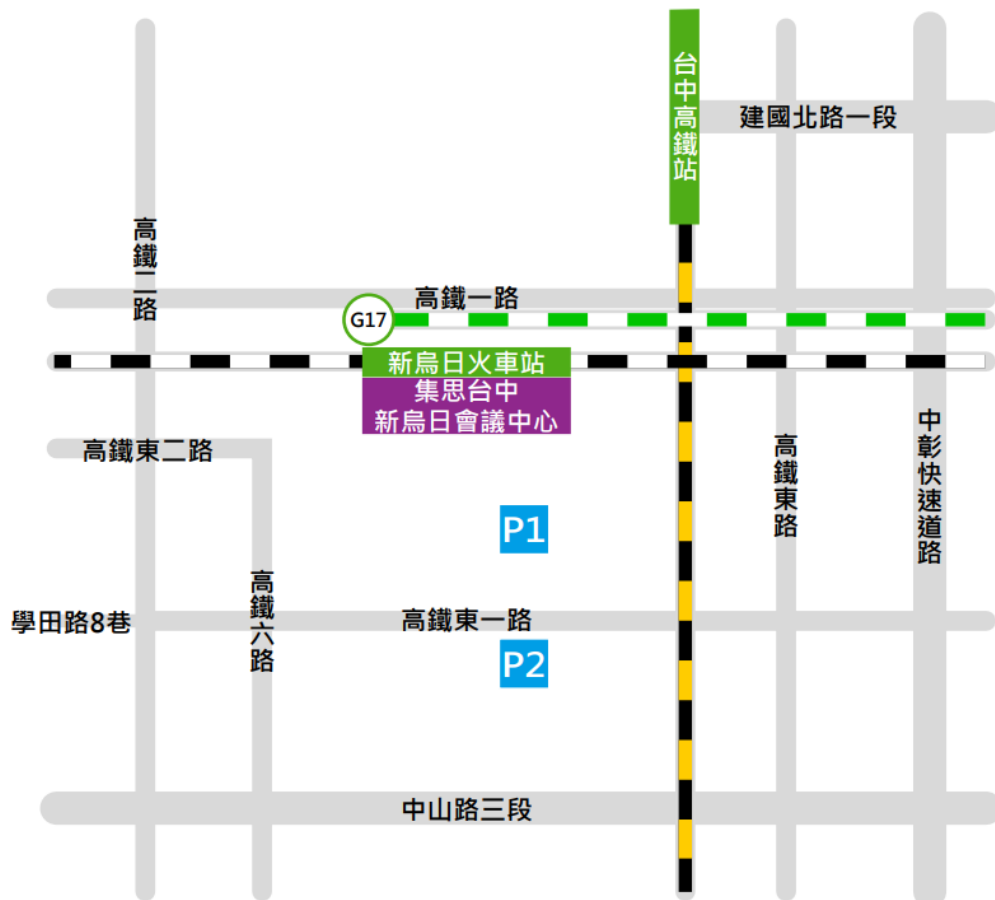 台中高鐵站
建國北路一段
高鐵二路
高鐵一路
G17
新烏日火車站
集思台中
新烏日會議中心
高鐵東二路
高鐵東路
中彰快速道路
P1
高鐵六路
學田路8巷
高鐵東一路
P2
中山路三段